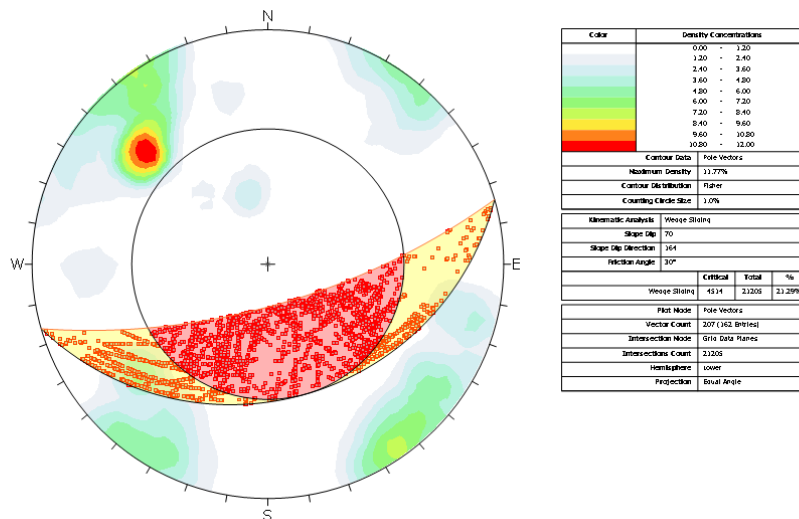 N
W
E
S
Color Density Concentrations
0.00 - 1.20
1.20 - 2.40
2.40 - 3.60
3.60 - 4.80
4.80 - 6.00
6.00 - 7.20
7.20 - 8.40
8.40 - 9.60
9.60 - 10.80
10.80 - 12.00
Contour Data Pole Vectors
Maximum Density 11.77%
Contour Distribution Fisher
Counting Circle Size 1.0%
Kinematic Analysis Wedge Sliding
Slope Dip 70
Slope Dip Direction 164
Friction Angle 30°
Critical Total %
Wedge Sliding 4514 21205 21.29%
Plot Mode Pole Vectors
Vector Count 207 (162 Entries)
Intersection Mode Grid Data Planes
Intersections Count 21205
Hemisphere Lower
Projection Equal Angle